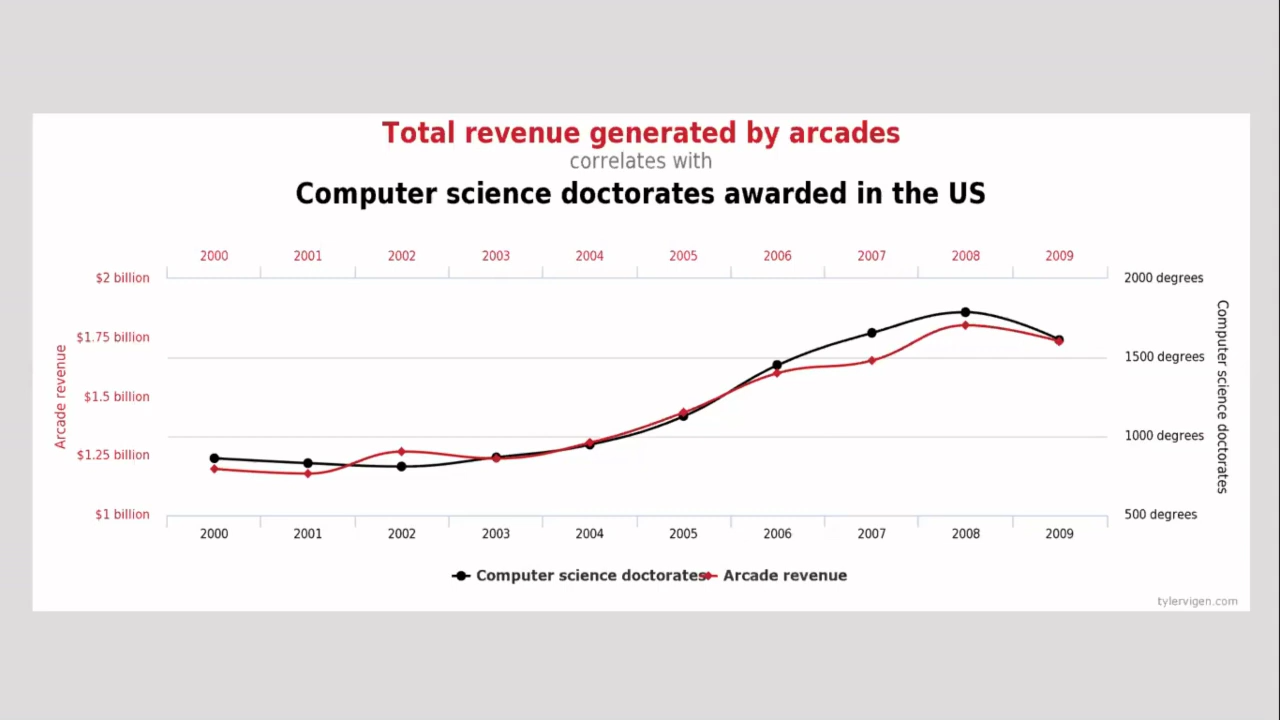 Total revenue generated by arcades
correlates with
Computer science doctorates awarded in the US
2000 2001 2002 2003 2004 2005 2006 2007 2008 2009
$2 billion 2000 degrees
$1.75 billion 1500 degrees
$1.5 billion 1000 degrees
$1.25 billion 500 degrees
$1 billion
Arcade revenue
Computer science doctorates
2000 2001 2002 2003 2004 2005 2006 2007 2008 2009
Computer science doctorates Arcade revenue
tylervigen.com